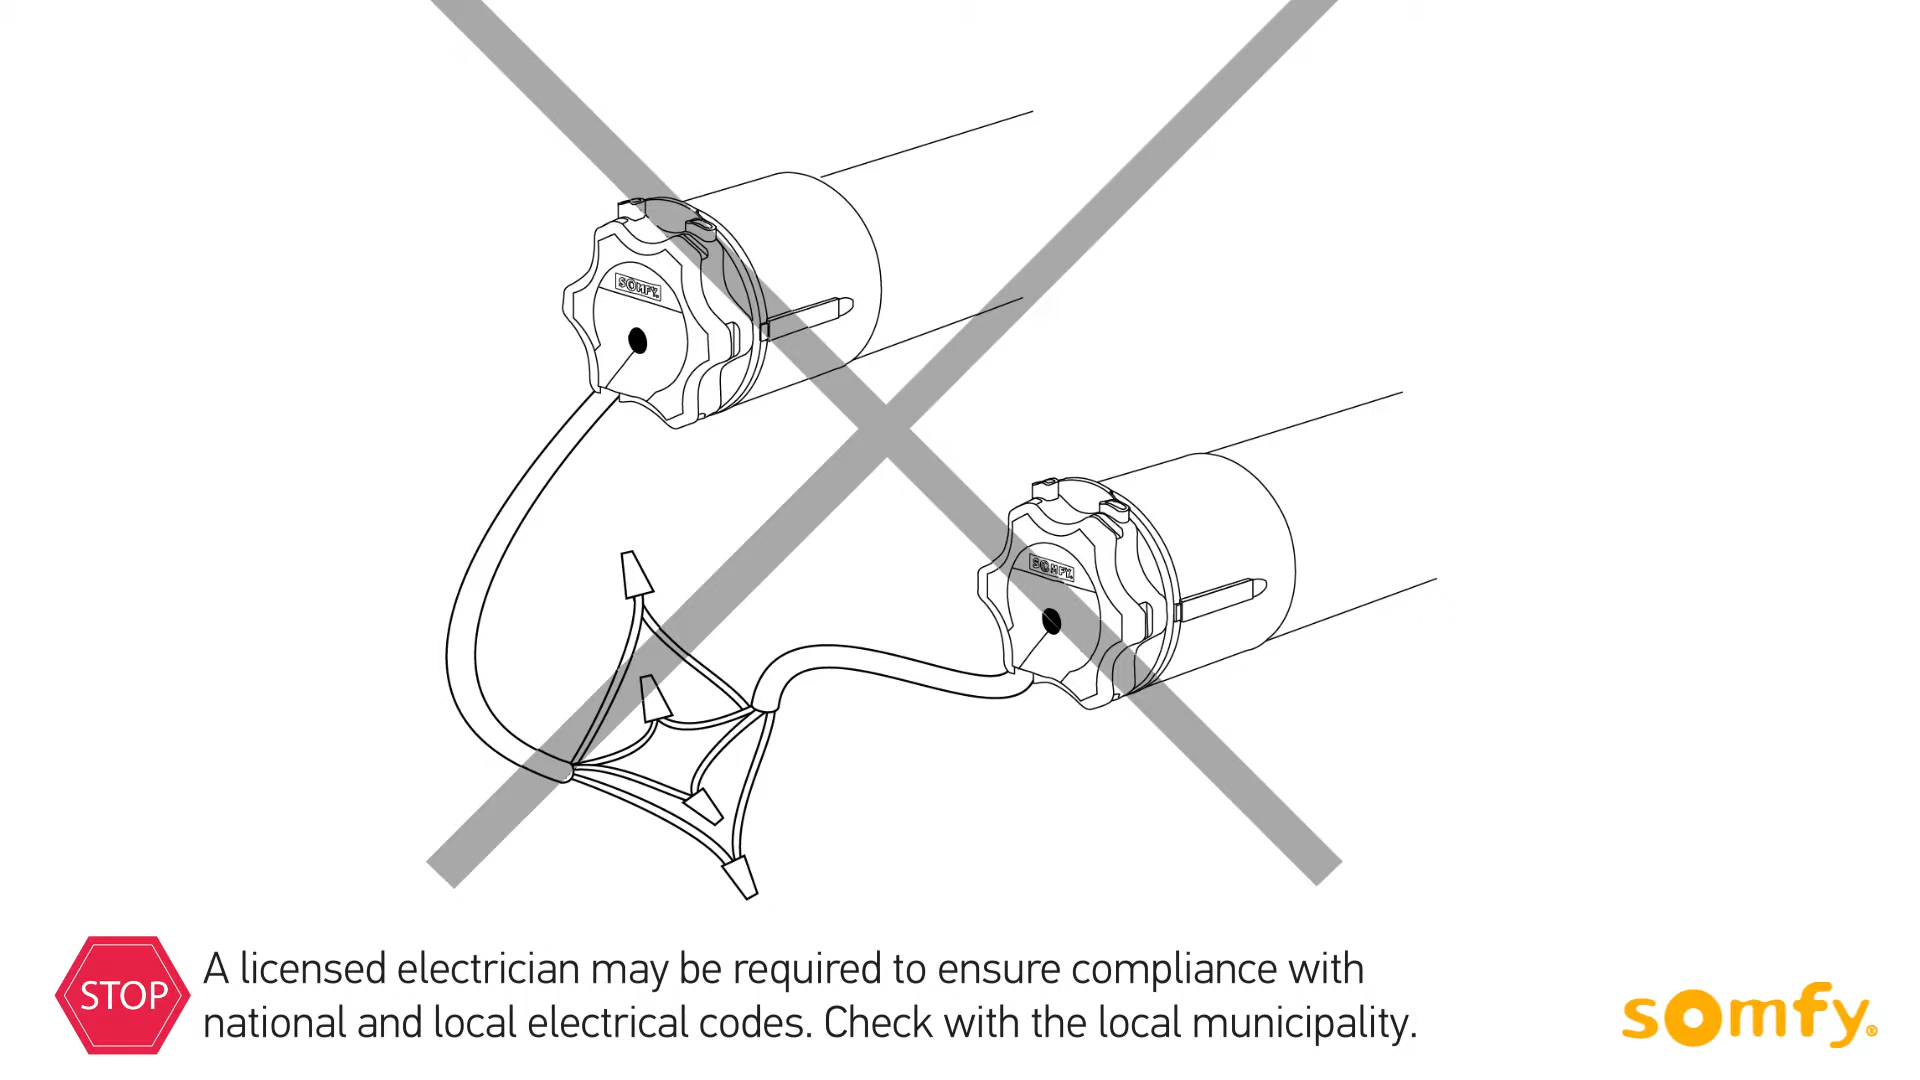 SOMFY.
SOMFY.
STOP
A licensed electrician may be required to ensure compliance with
national and local electrical codes. Check with the local municipality.
somfy®